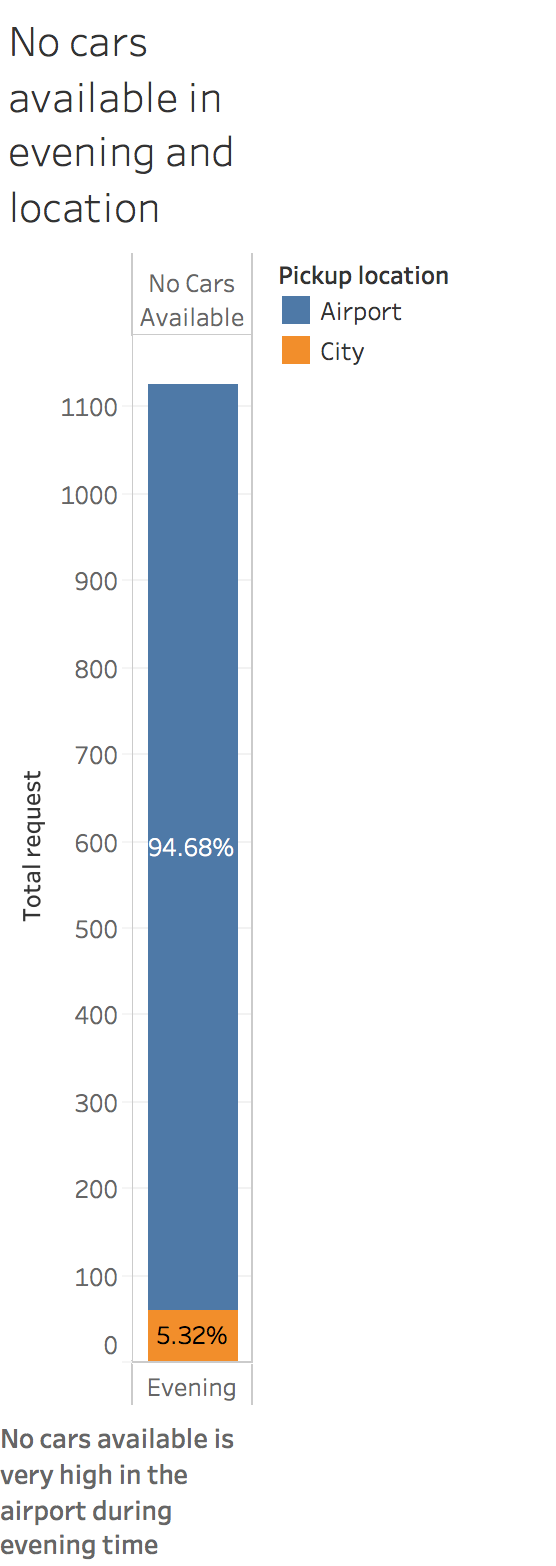 No cars
available in
evening and
location
No Cars
Available
Pickup location
Airport
City
1100
1000
900
800
700
600
500
400
300
200
100
0
Total request
94.68%
5.32%
Evening
No cars available is
very high in the
airport during
evening time